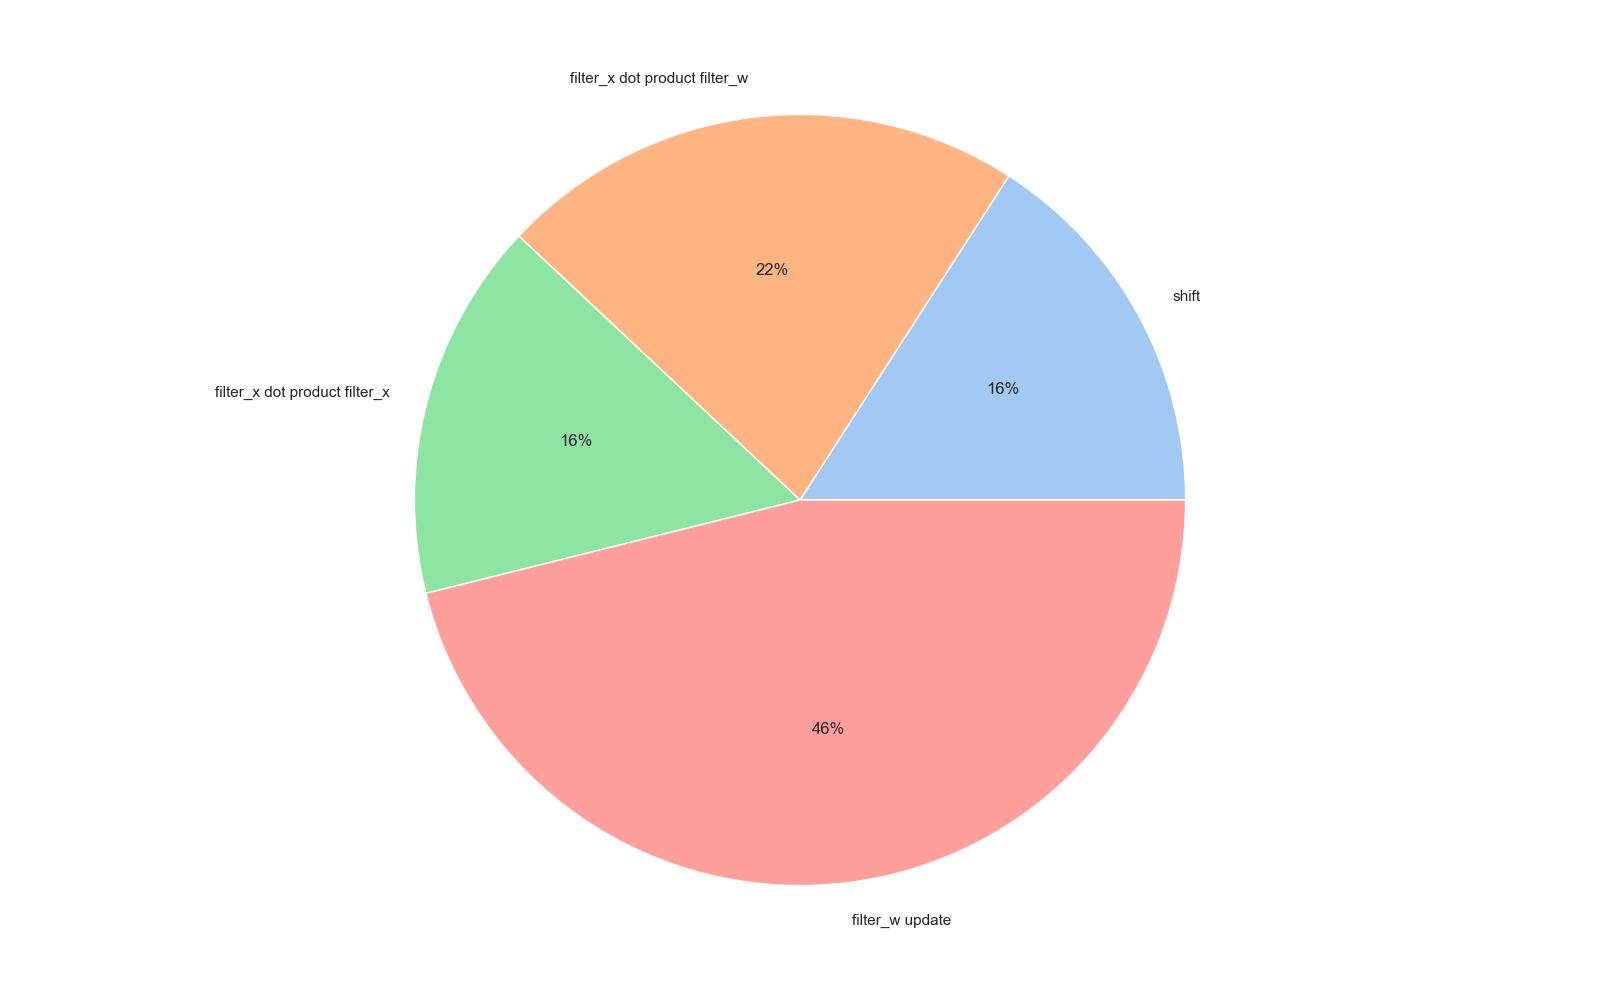 filter_x dot product filter_w
22%
shift
16%
filter_x dot product filter_x
16%
46%
filter_w update